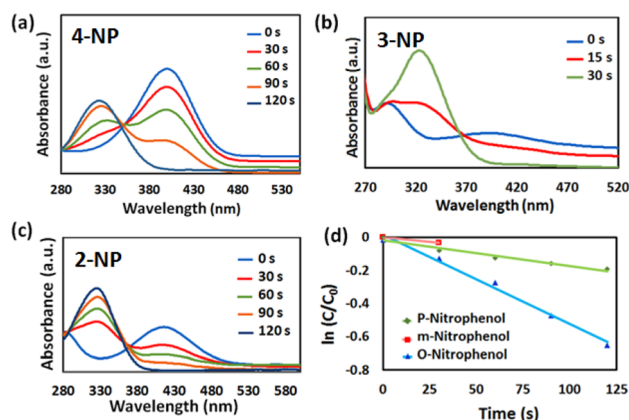 (a)
4-NP
0 s
30 s
60 s
90 s
120 s
Absorbance (a.u.)
280 330 380 430 480 530
Wavelength (nm)
(b)
3-NP
0 s
15 s
30 s
Absorbance (a.u.)
270 320 370 420 470 520
Wavelength (nm)
(c)
2-NP
0 s
30 s
60 s
90 s
120 s
Absorbance (a.u.)
280 330 380 430 480 530 580
Wavelength (nm)
(d)
0
-0.2
-0.4
-0.6
-0.8
ln (C/C0)
P-Nitrophenol
m-Nitrophenol
O-Nitrophenol
0 25 50 75 100 125
Time (s)